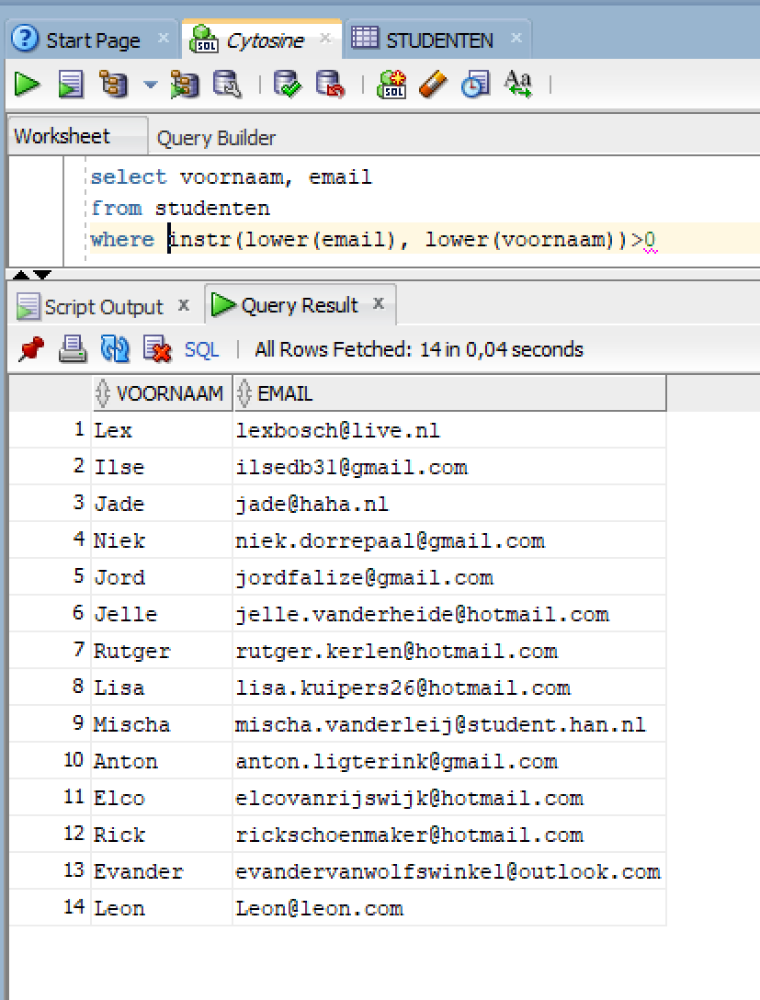 Start Page Cytosine STUDENTEN
SQL SQL Aa
Worksheet Query Builder
select voornaam, email
from studenten
where instr(lower(email), lower(voornaam))>0
Script Output x Query Result x
SQL | All Rows Fetched: 14 in 0,04 seconds
VOORNAAM EMAIL
1 Lex lexbosch@live.nl
2 Ilse ilsedb31@gmail.com
3 Jade jade@haha.nl
4 Niek niek.dorrepaal@gmail.com
5 Jord jordfalize@gmail.com
6 Jelle jelle.vanderheide@hotmail.com
7 Rutger rutger.kerlen@hotmail.com
8 Lisa lisa.kuipers26@hotmail.com
9 Mischa mischa.vanderleij@student.han.nl
10 Anton anton.ligterink@gmail.com
11 Elco elcovanrijswijk@hotmail.com
12 Rick rickschoenmaker@hotmail.com
13 Evander evandervanwolfswinkel@outlook.com
14 Leon Leon@leon.com